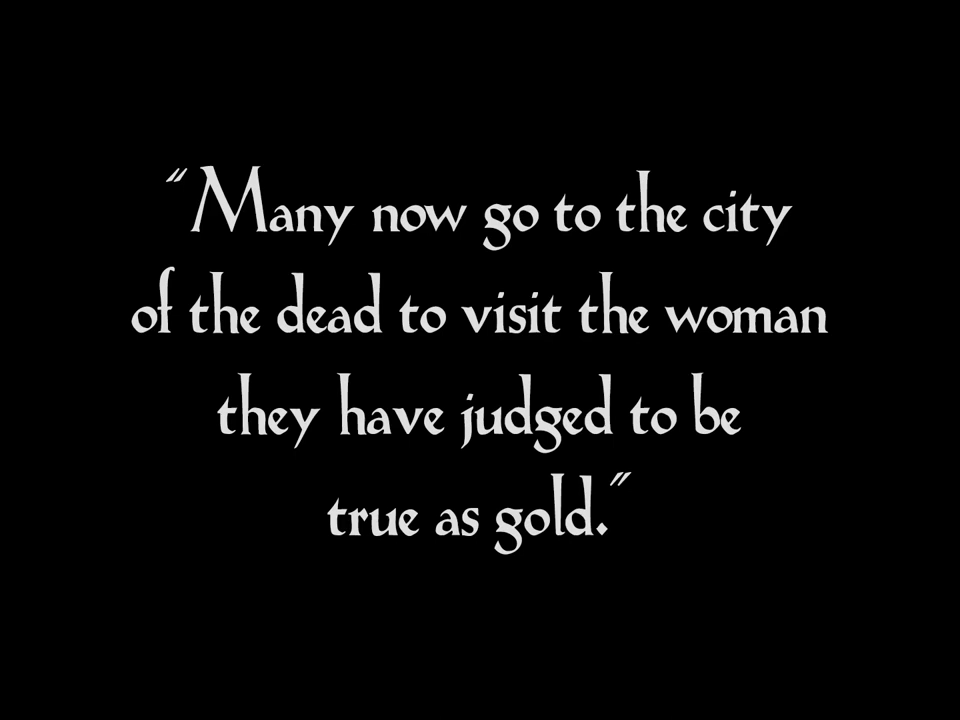 “Many now go to the city
of the dead to visit the woman
they have judged to be
true as gold.”